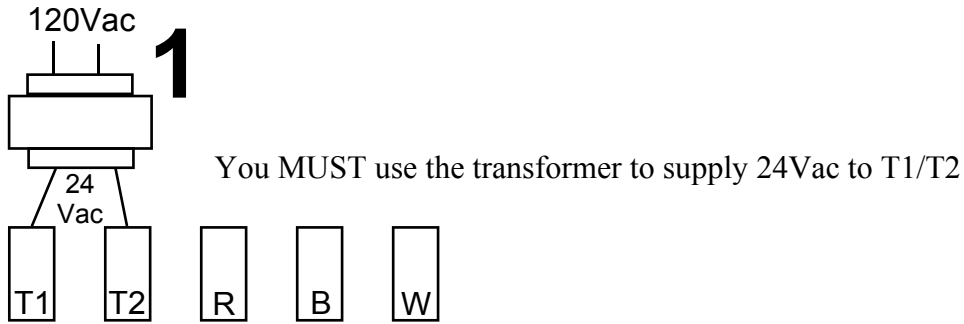 120Vac
1
You MUST use the transformer to supply 24Vac to T1/T2
24
Vac
T1 T2 R B W